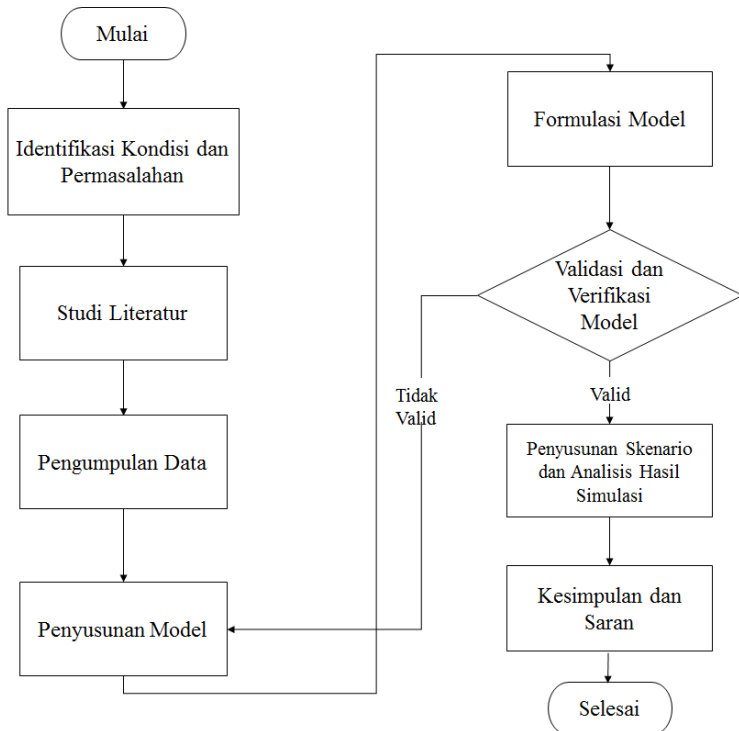 Mulai
Identifikasi Kondisi dan
Permasalahan
Studi Literatur
Pengumpulan Data
Penyusunan Model
Formulasi Model
Validasi dan
Verifikasi
Model
Tidak
Valid
Valid
Penyusunan Skenario
dan Analisis Hasil
Simulasi
Kesimpulan dan
Saran
Selesai